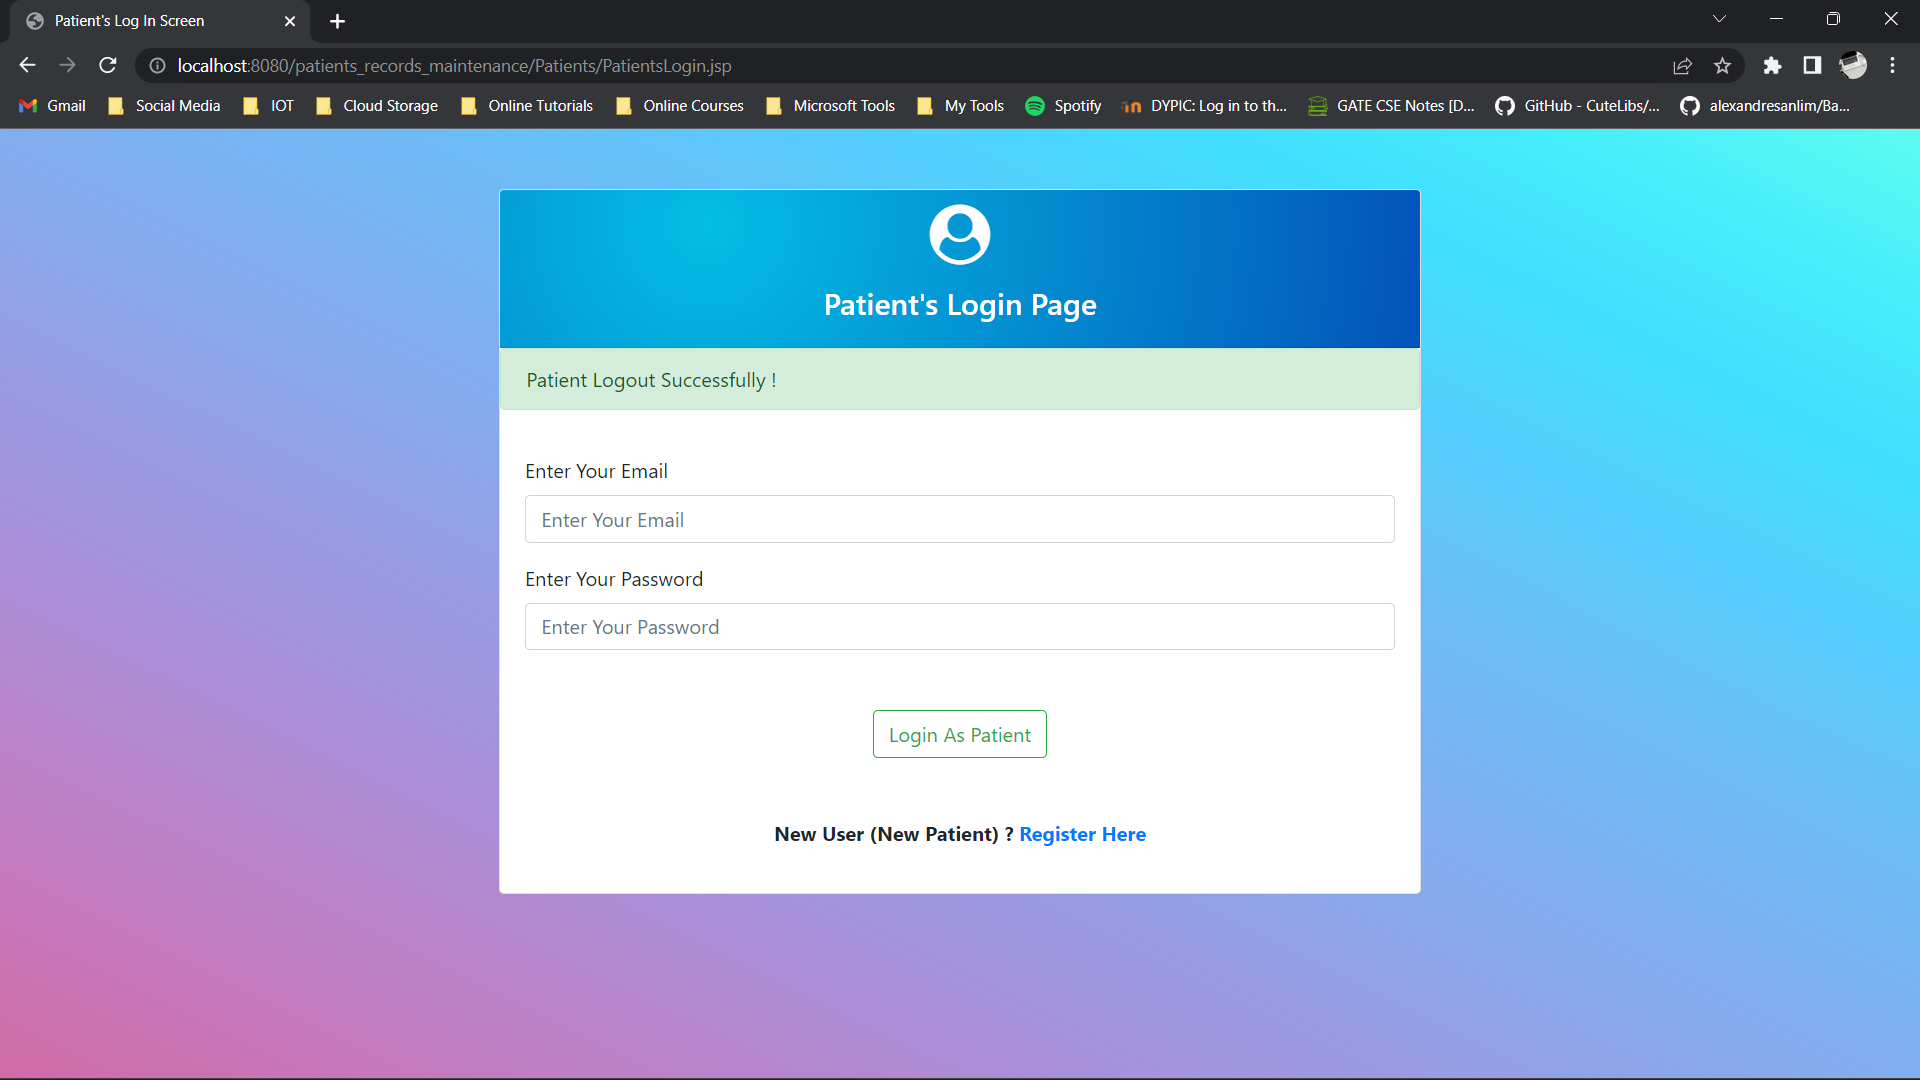 Patient's Log In Screen
localhost:8080/patients_records_maintenance/Patients/PatientsLogin.jsp
Gmail Social Media IOT Cloud Storage Online Tutorials Online Courses Microsoft Tools My Tools Spotify DYPIC: Log in to th... GATE CSE Notes [D... GitHub - CuteLibs/... alexandresanlim/Ba...
Patient's Login Page
Patient Logout Successfully !
Enter Your Email
Enter Your Email
Enter Your Password
Enter Your Password
Login As Patient
New User (New Patient) ? Register Here